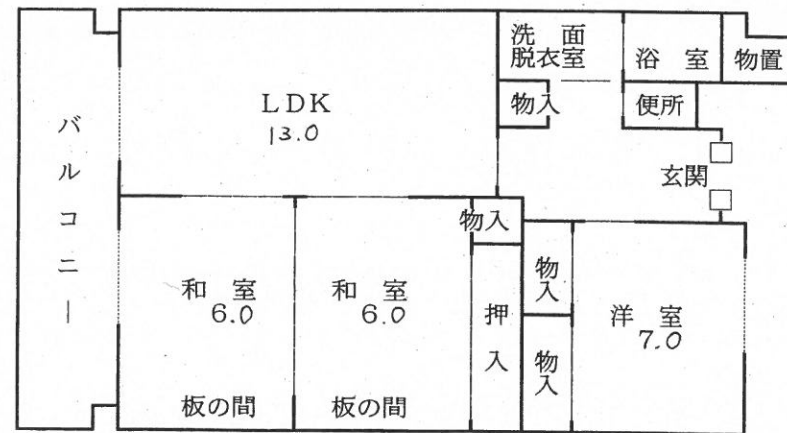 洗面
脱衣室
浴室
物置
物入
便所
LDK
13.0
バルコニー
玄関
物入
和室
6.0
和室
6.0
押入
物入
物入
洋室
7.0
板の間
板の間